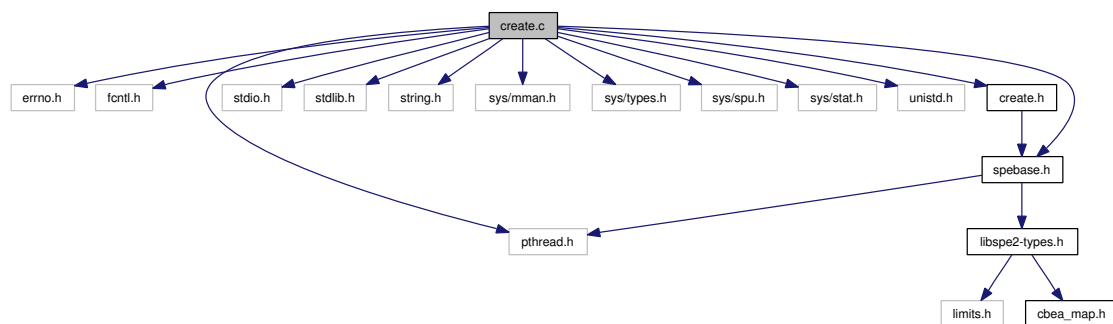 create.c
errno.h
fcntl.h
stdio.h
stdlib.h
string.h
sys/mman.h
sys/types.h
sys/spu.h
sys/stat.h
unistd.h
create.h
spebase.h
pthread.h
libspe2-types.h
limits.h
cbea_map.h